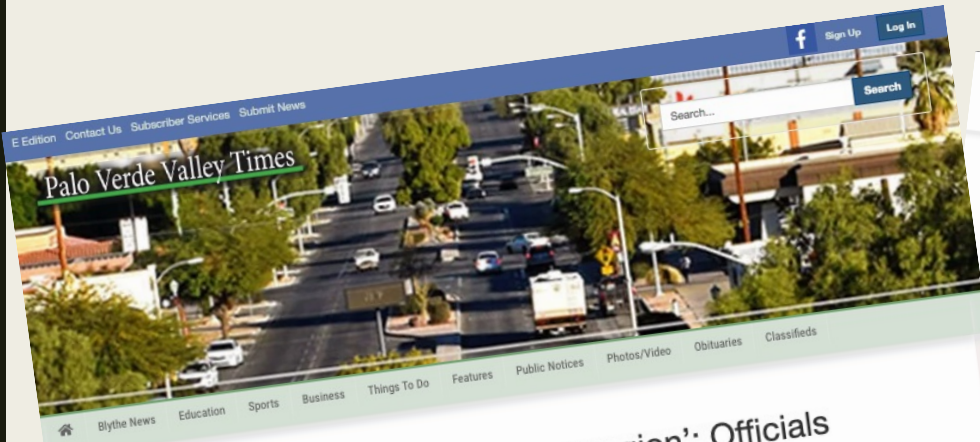 Sign Up Log In
E Edition Contact Us Subscriber Services Submit News
Search... Search
Palo Verde Valley Times
Blythe News Education Sports Business Things To Do Features Public Notices Photos/Video Obituaries Classifieds
Officials